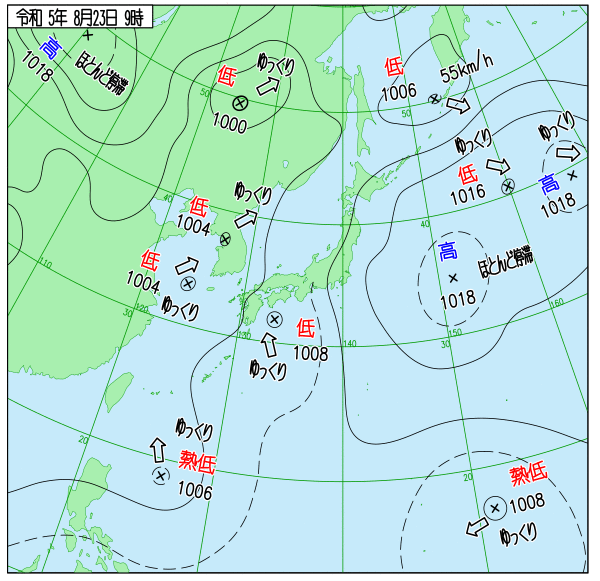 令和 5年 8月23日 9時
高
1018
ほとんど停滞
低
1000
ゆっくり
50
低
1006
55km/h
50
ゆっくり
低
1016
ゆっくり
高
1018
40
低
1004
ゆっくり
40
高
1018
ほとんど停滞
低
1004
ゆっくり
110
120
30
130
低
1008
ゆっくり
140
150
30
160
ゆっくり
熱低
1006
20
20
熱低
1008
ゆっくり